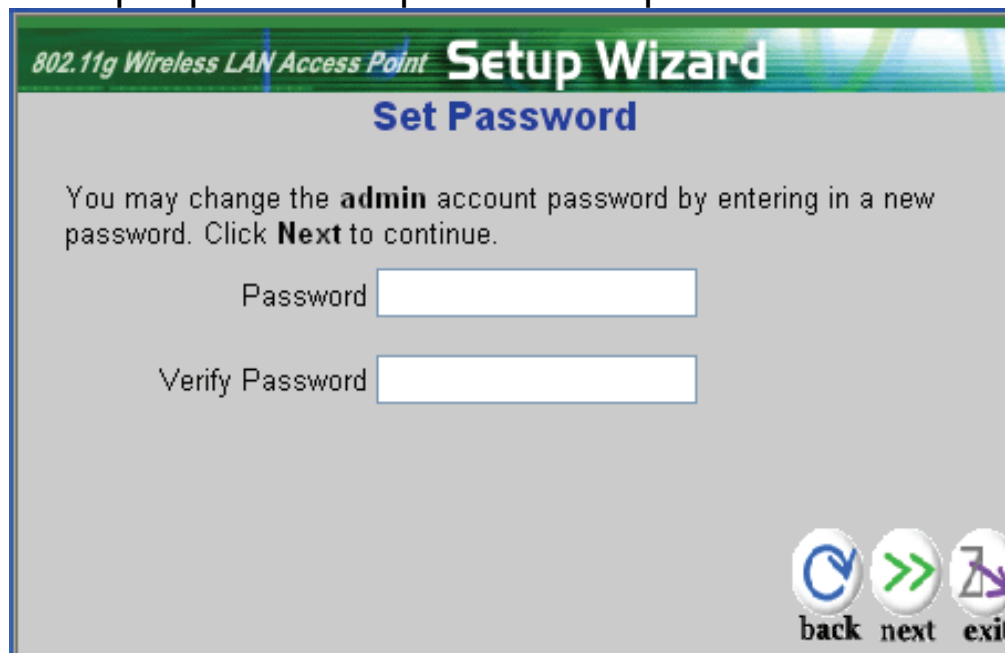 802.11g Wireless LAN Access Point Setup Wizard
Set Password
You may change the admin account password by entering in a new
password. Click Next to continue.
Password
Verify Password
back next exit